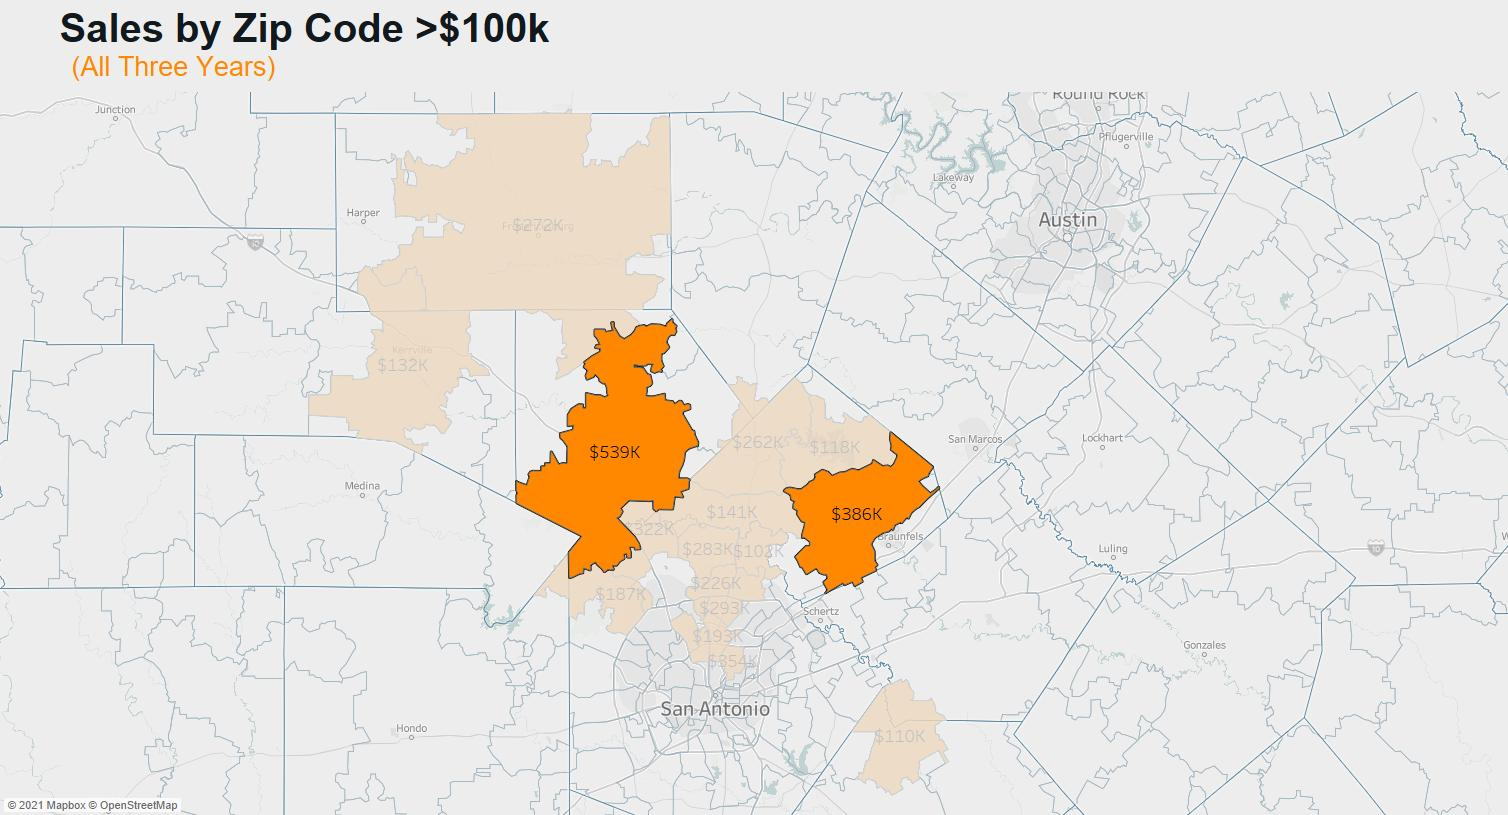 Sales by Zip Code >$100k
(All Three Years)
Junction
Round Rock
Pflugerville
Lakeway
Harper
Austin
$272K
Kerrville
$132K
$539K
$262K
$118K
San Marcos
Lockhart
Medina
$141K
$386K
$322K
Braunfels
$283K
$102K
Luling
10
$226K
$187K
$293K
Schertz
$193K
Gonzales
$354K
San Antonio
Hondo
$110K
© 2021 Mapbox © OpenStreetMap